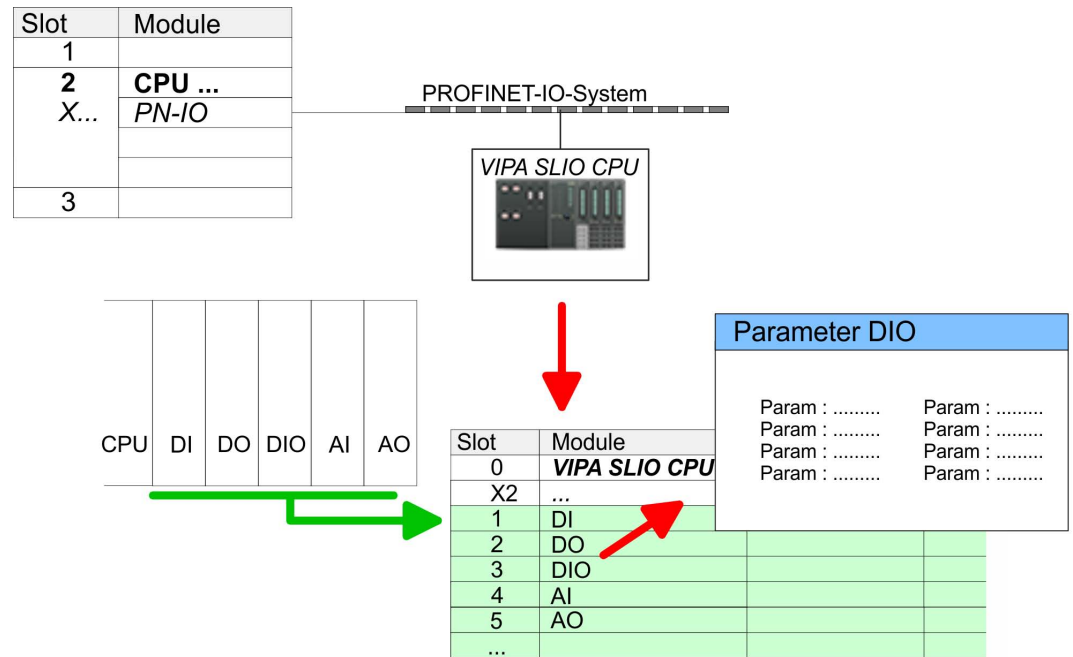 Slot Module
1
2 CPU ...
X... PN-IO
3
PROFINET-IO-System
VIPA SLIO CPU
CPU DI DO DIO AI AO
Parameter DIO
Param : ......... Param : .........
Param : ......... Param : .........
Param : ......... Param : .........
Param : ......... Param : .........
Slot Module
0 VIPA SLIO CPU
X2 ...
1 DI
2 DO
3 DIO
4 AI
5 AO
...